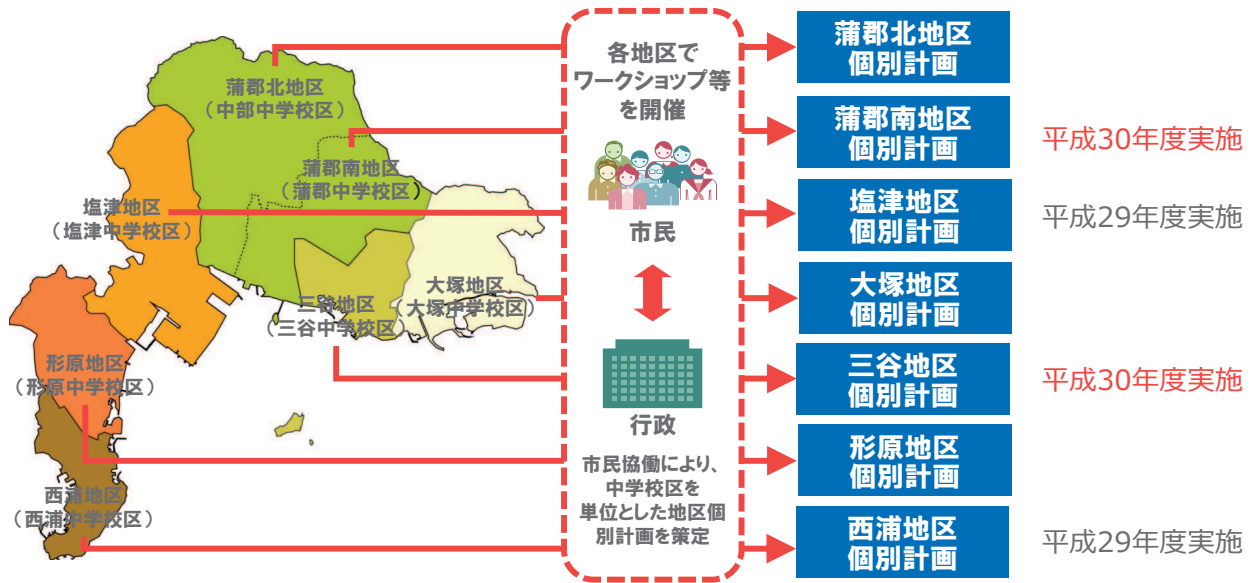 蒲郡北地区
（中部中学校区）
蒲郡南地区
（蒲郡中学校区）
塩津地区
（塩津中学校区）
大塚地区
（大塚中学校区）
三谷地区
（三谷中学校区）
形原地区
（形原中学校区）
西浦地区
（西浦中学校区）
各地区で
ワークショップ等
を開催
市民
行政
市民協働により、
中学校区を
単位とした地区個
別計画を策定
蒲郡北地区
個別計画
蒲郡南地区
個別計画
平成30年度実施
塩津地区
個別計画
平成29年度実施
大塚地区
個別計画
三谷地区
個別計画
平成30年度実施
形原地区
個別計画
西浦地区
個別計画
平成29年度実施